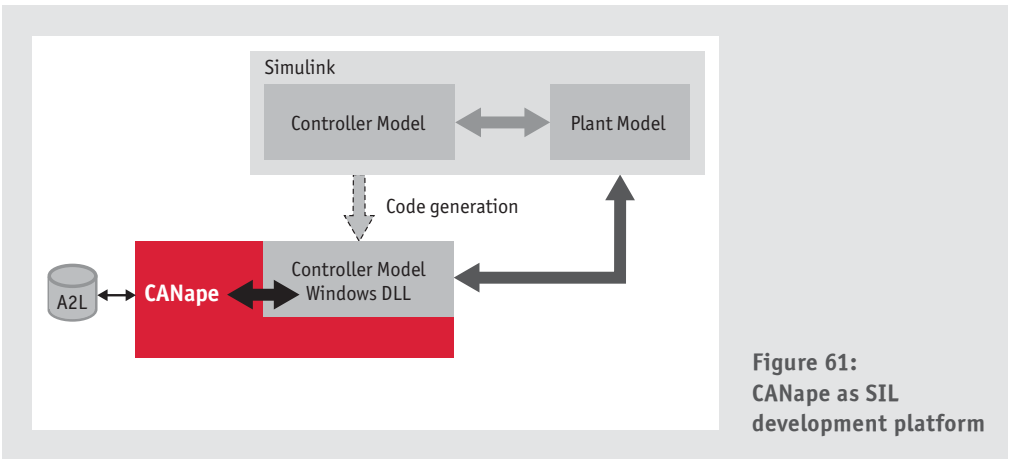 Simulink
Controller Model
Plant Model
Code generation
A2L
CANape
Controller Model
Windows DLL
Figure 61:
CANape as SIL
development platform